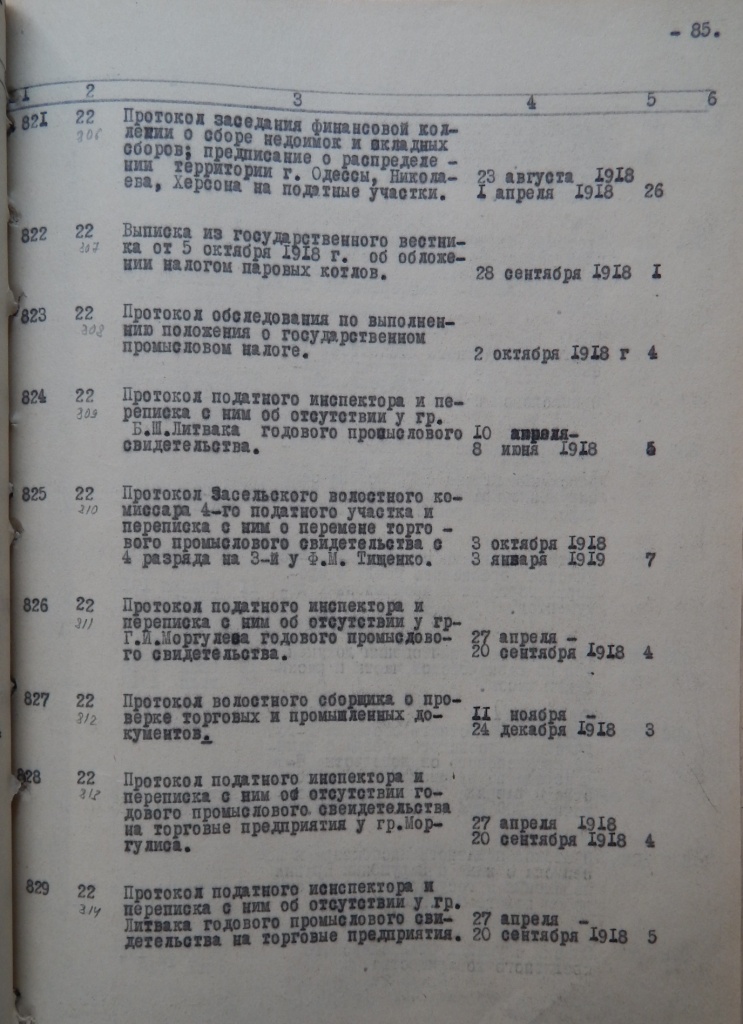 - 85.
1 2 3 4 5 6
821 22 Протокол заседания финансовой кол-
306 лении о сборе недоимок и окладных
сборов; предписание о распределе -
нии территории г. Одессы, Никола- 23 августа 1918
ева, Херсона на податные участки. I апреля 1918 26
822 22 Выписка из государственного вестни-
307 ка от 5 октября 1918 г. об обложе-
нии налогом паровых котлов. 28 сентября 1918 I
823 22 Протокол обследования по выполнен-
308 нию положения о государственном
промысловом налоге. 2 октября 1918 г 4
824 22 Протокол податного инспектора и пе-
309 реписка с ним об отсутствии у гр.
Б.Ш.Литвака годового промыслового 10 апреля-
свидетельства. 8 июня 1918 5
825 22 Протокол Засельского волостного ко-
310 миссара 4-го податного участка и
переписка с ним о перемене торго -
вого промыслового свидетельства с 3 октября 1918
4 разряда на 3-й у Ф.М. Тищенко. 3 января 1919 7
826 22 Протокол податного инспектора и
311 переписка с ним об отсутствии у гр-
Г.И.Моргулева годового промыслово- 27 апреля -
го свидетельства. 20 сентября 1918 4
827 22 Протокол волостного сборщика о про-
312 верке торговых и промышленных до- II ноября -
кументов. 24 декабря 1918 3
828 22 Протокол податного инспектора и
313 переписка с ним об отсутствии го-
дового промыслового свеидетельства
на торговые предприятия у гр.Мор- 27 апреля 1918
гулиса. 20 сентября 1918 4
829 22 Протокол податного исиспектора и
314 переписка с ним об отсутствии у гр.
Литвака годового промыслового сви- 27 апреля -
детельства на торговые предприятия. 20 сентября 1918 5